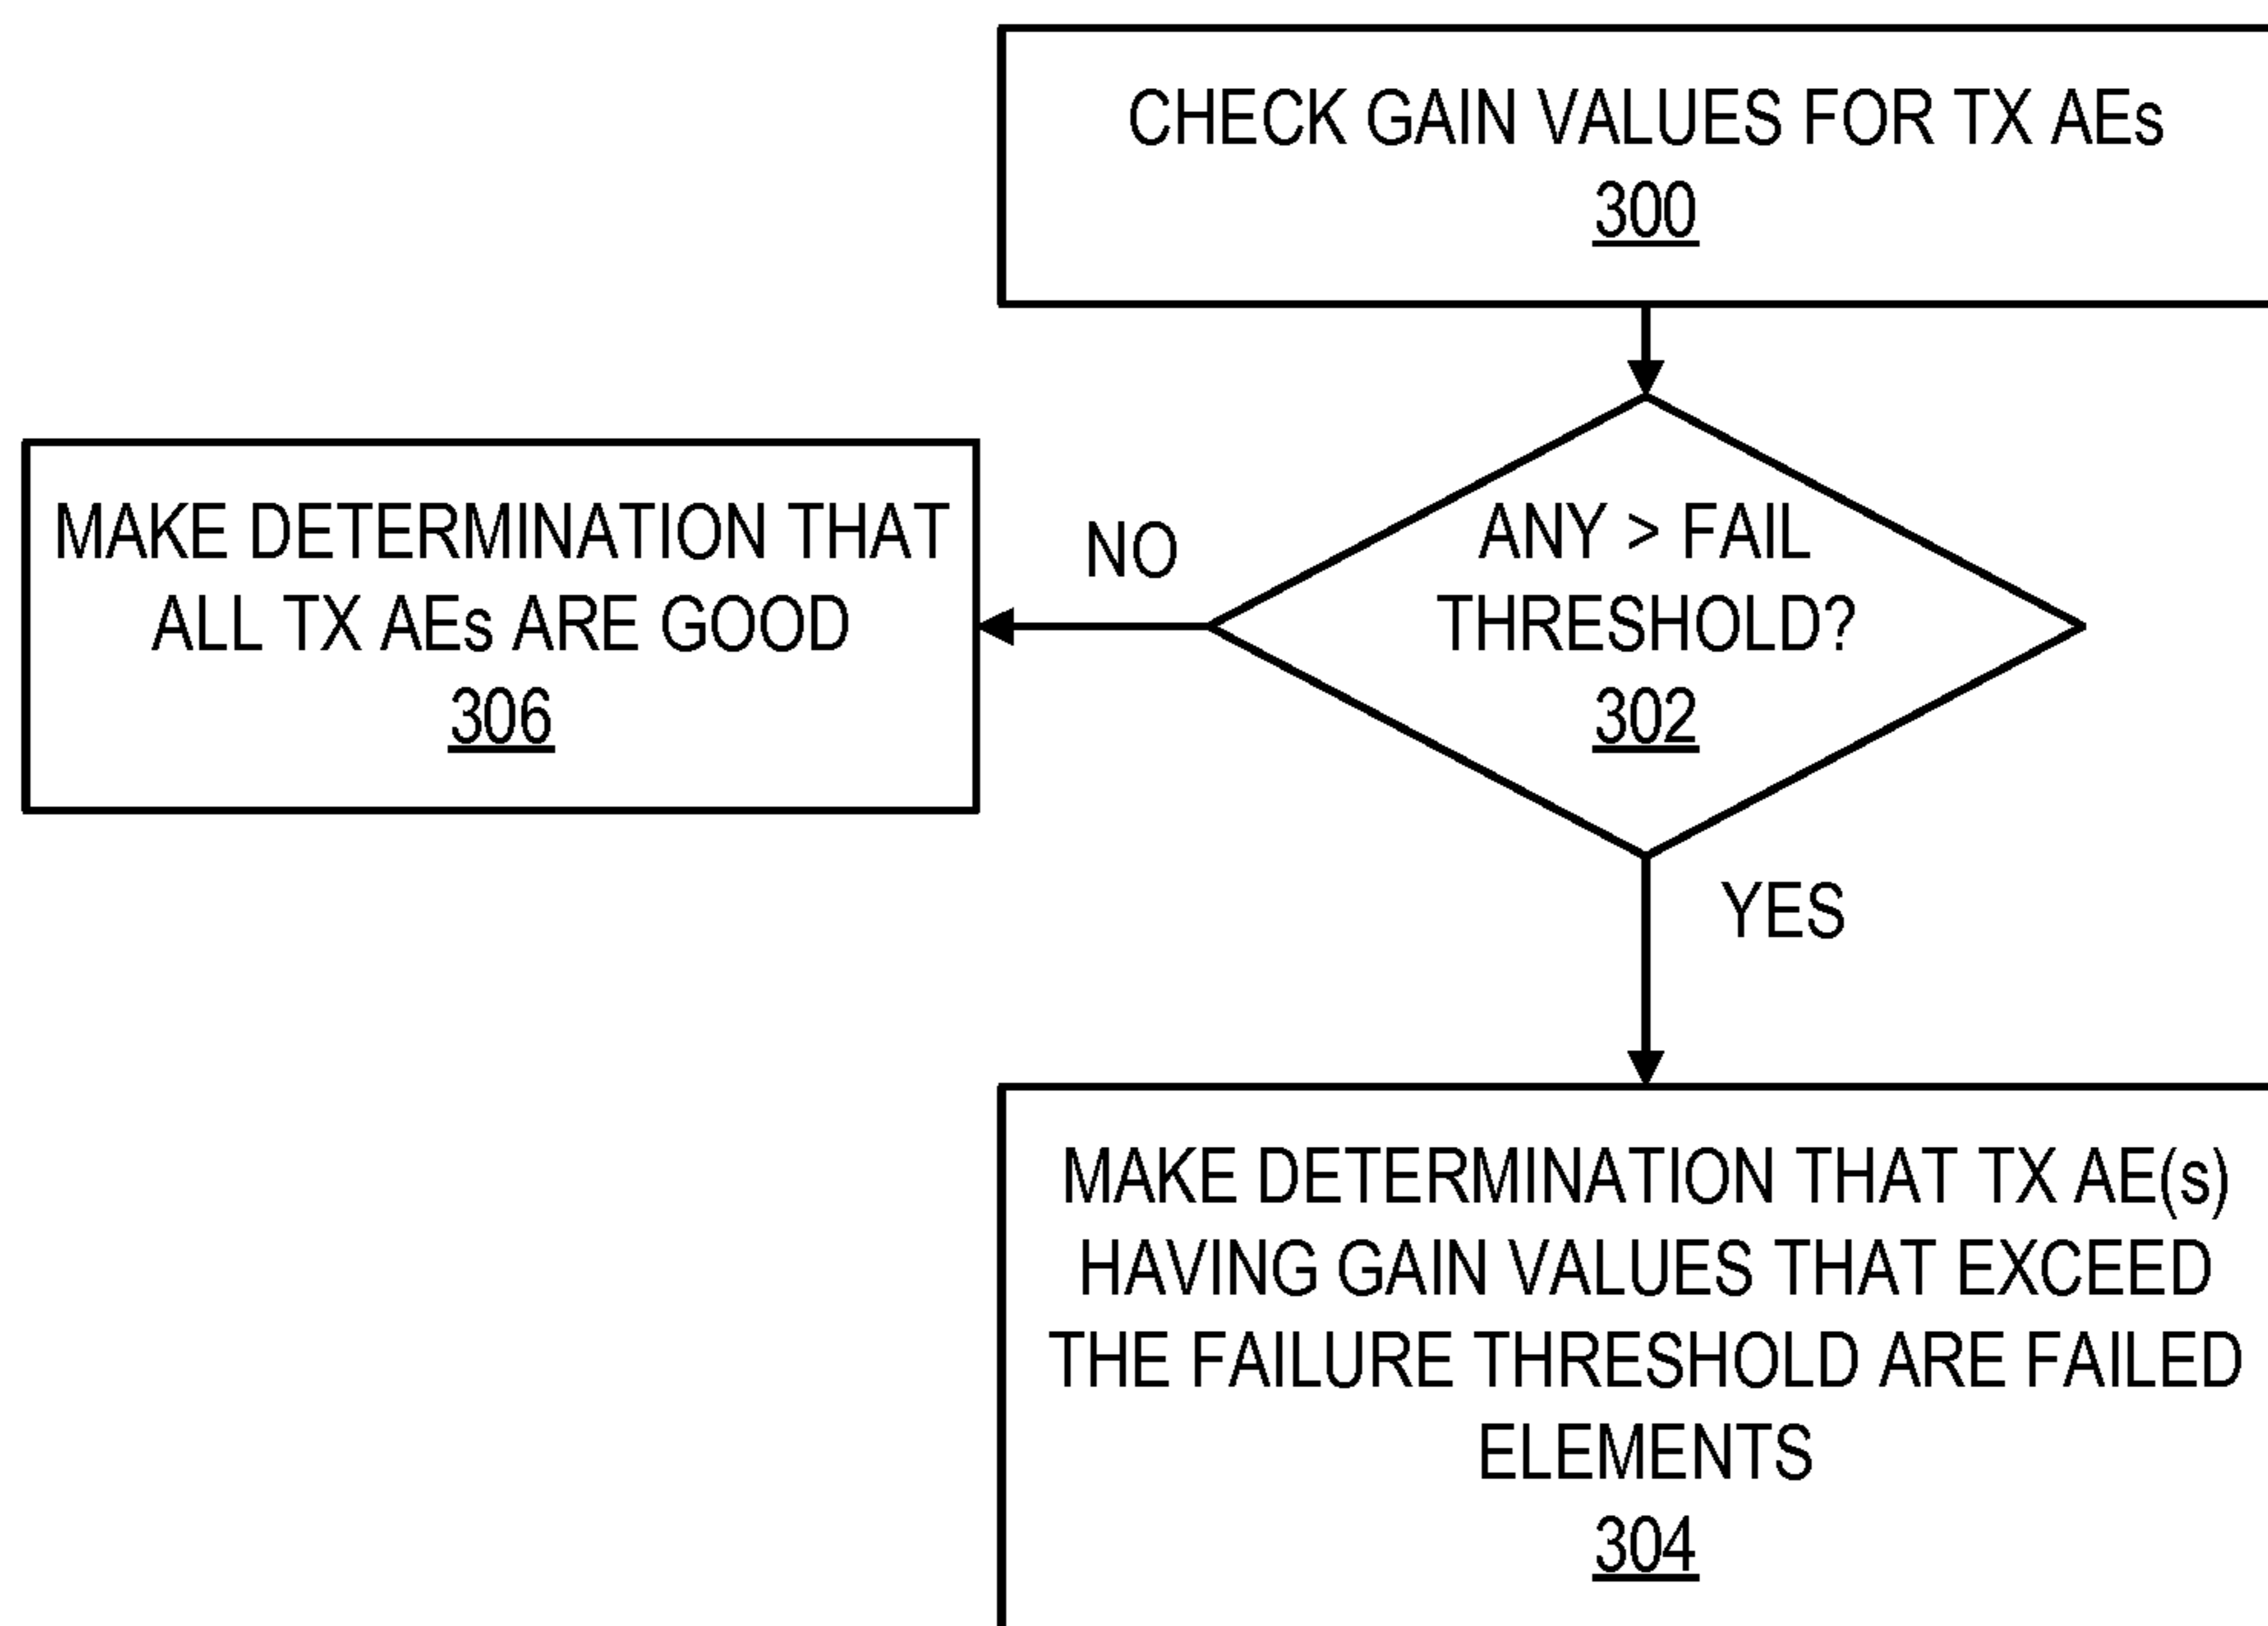 CHECK GAIN VALUES FOR TX AEs
300
ANY > FAIL
THRESHOLD?
302
NO
MAKE DETERMINATION THAT
ALL TX AEs ARE GOOD
306
YES
MAKE DETERMINATION THAT TX AE(s)
HAVING GAIN VALUES THAT EXCEED
THE FAILURE THRESHOLD ARE FAILED
ELEMENTS
304